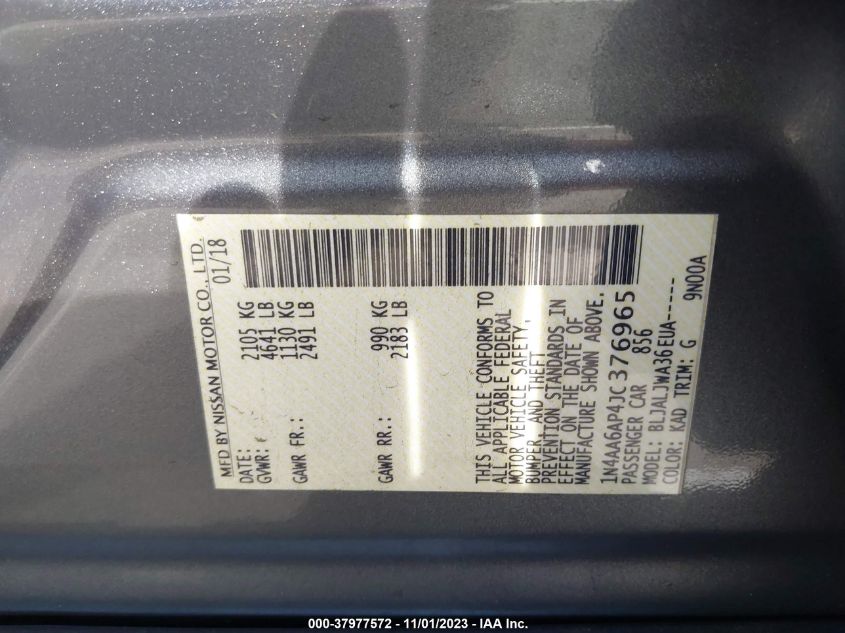 MFD BY NISSAN MOTOR CO., LTD.
DATE: 01/18
GVWR: 2105 KG
4641 LB
GAWR FR.: 1130 KG
2491 LB
GAWR RR.: 990 KG
2183 LB
THIS VEHICLE CONFORMS TO
ALL APPLICABLE FEDERAL
MOTOR VEHICLE SAFETY,
BUMPER, AND THEFT
PREVENTION STANDARDS IN
EFFECT ON THE DATE OF
MANUFACTURE SHOWN ABOVE.
1N4AA6AP4JC376965
PASSENGER CAR 856
MODEL: BLJALJWA36EUA-----
COLOR: KAD TRIM: G 9N00A
000-37977572 - 11/01/2023 - IAA Inc.